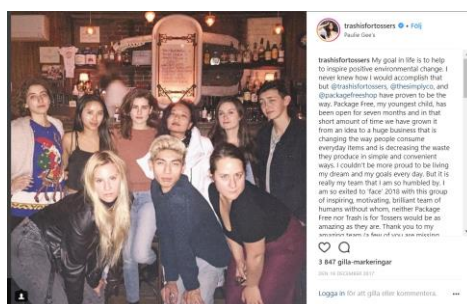 trashisfortossers • Följ
Paulie Gee's
trashisfortossers My goal in life is to help
to inspire positive environmental change. I
never knew how I would accomplish that
but @trashisfortossers, @thesimplyco, and
@packagefreeshop have proven to be the
way. Package Free, my youngest child, has
been open for seven months and in that
short amount of time we have grown it
from an idea to a huge business that is
changing the way people consume
everyday items and is decreasing the waste
they produce in simple and convenient
ways. I couldn't be more proud to be living
my dream and my goals every day. But it is
really my team that I am so humbled by. I
am so exited to 'face' 2018 with this group
of inspiring, motivating, brilliant team of
humans without whom, neither Package
Free nor Trash is for Tossers would be as
amazing as they are. Thank you to my
amazing team (a few of you are missing
3 847 gilla-markeringar
DEN 19 DECEMBER 2017
Logga in för att gilla eller kommentera.